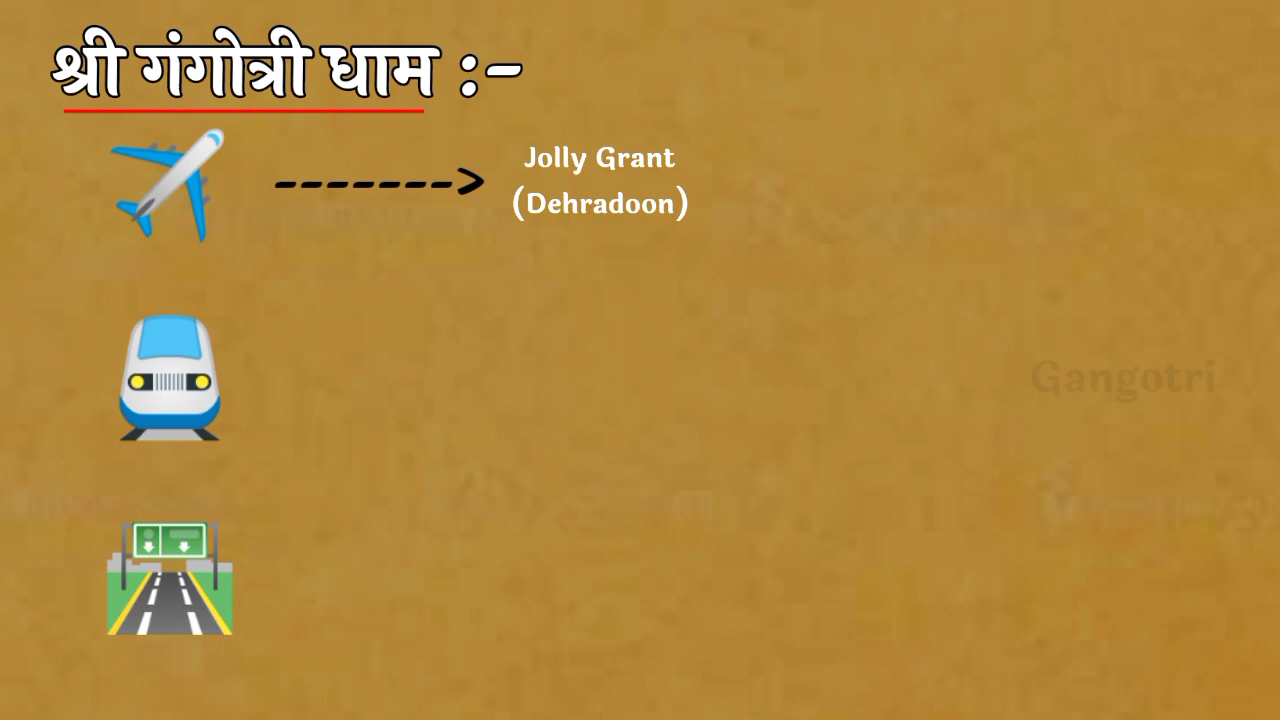 श्री गंगोत्री धाम :-
-------> Jolly Grant
(Dehradoon)
Gangotri